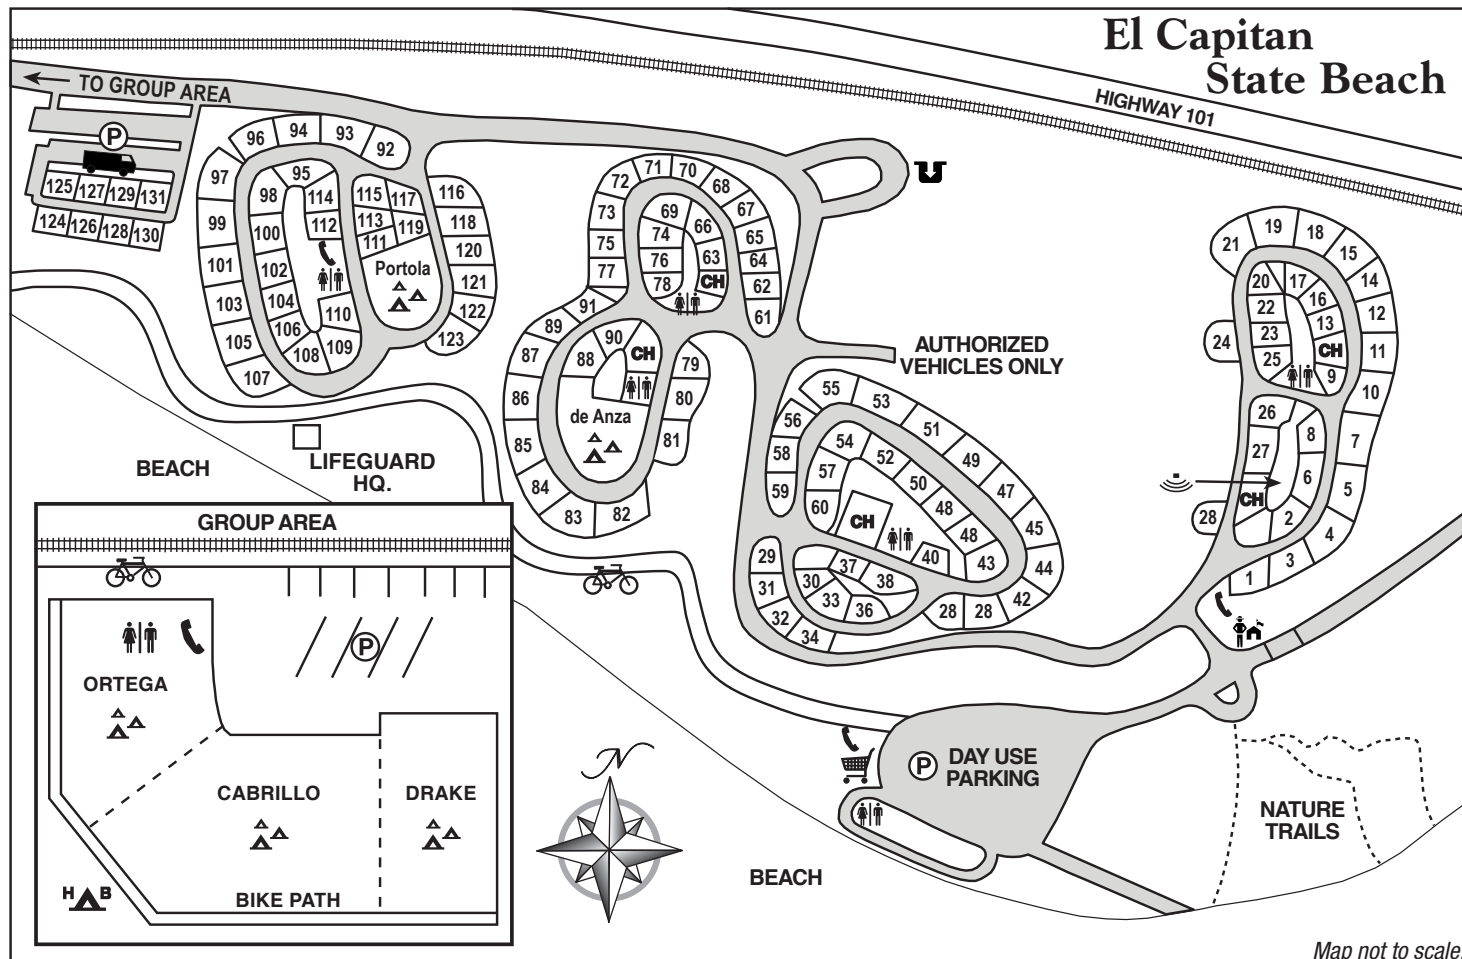 El Capitan
State Beach
HIGHWAY 101
TO GROUP AREA
P
125 127 129 131
124 126 128 130
96 94 93 92
97 98 95 114 115 117 116
99 100 112 113 119 118
111
101 102 Portola 120
103 104 110 121
105 106 122
107 108 109 123
72 71 70 68
73 69 66 67
75 74 63 65
77 76 CH 64
78 62
61
91
89 90
87 88 CH 79
86 de Anza 80
85 81
84
83 82
AUTHORIZED
VEHICLES ONLY
55 53
56 54 52 51
58 57 50 49
59 60 48 47
CH 48 45
29 40 43 44
31 30 37 38
32 33 36 28 28 42
34
21 19 18 15
20 17 14
22 16 12
23 13
24 25 CH 11
9 10
26 8 7
27 6 5
CH
28 2 4
1 3
BEACH
LIFEGUARD
HQ.
GROUP AREA
P
ORTEGA
CABRILLO
DRAKE
H B
BIKE PATH
N
P
DAY USE
PARKING
NATURE
TRAILS
BEACH
Map not to scale.